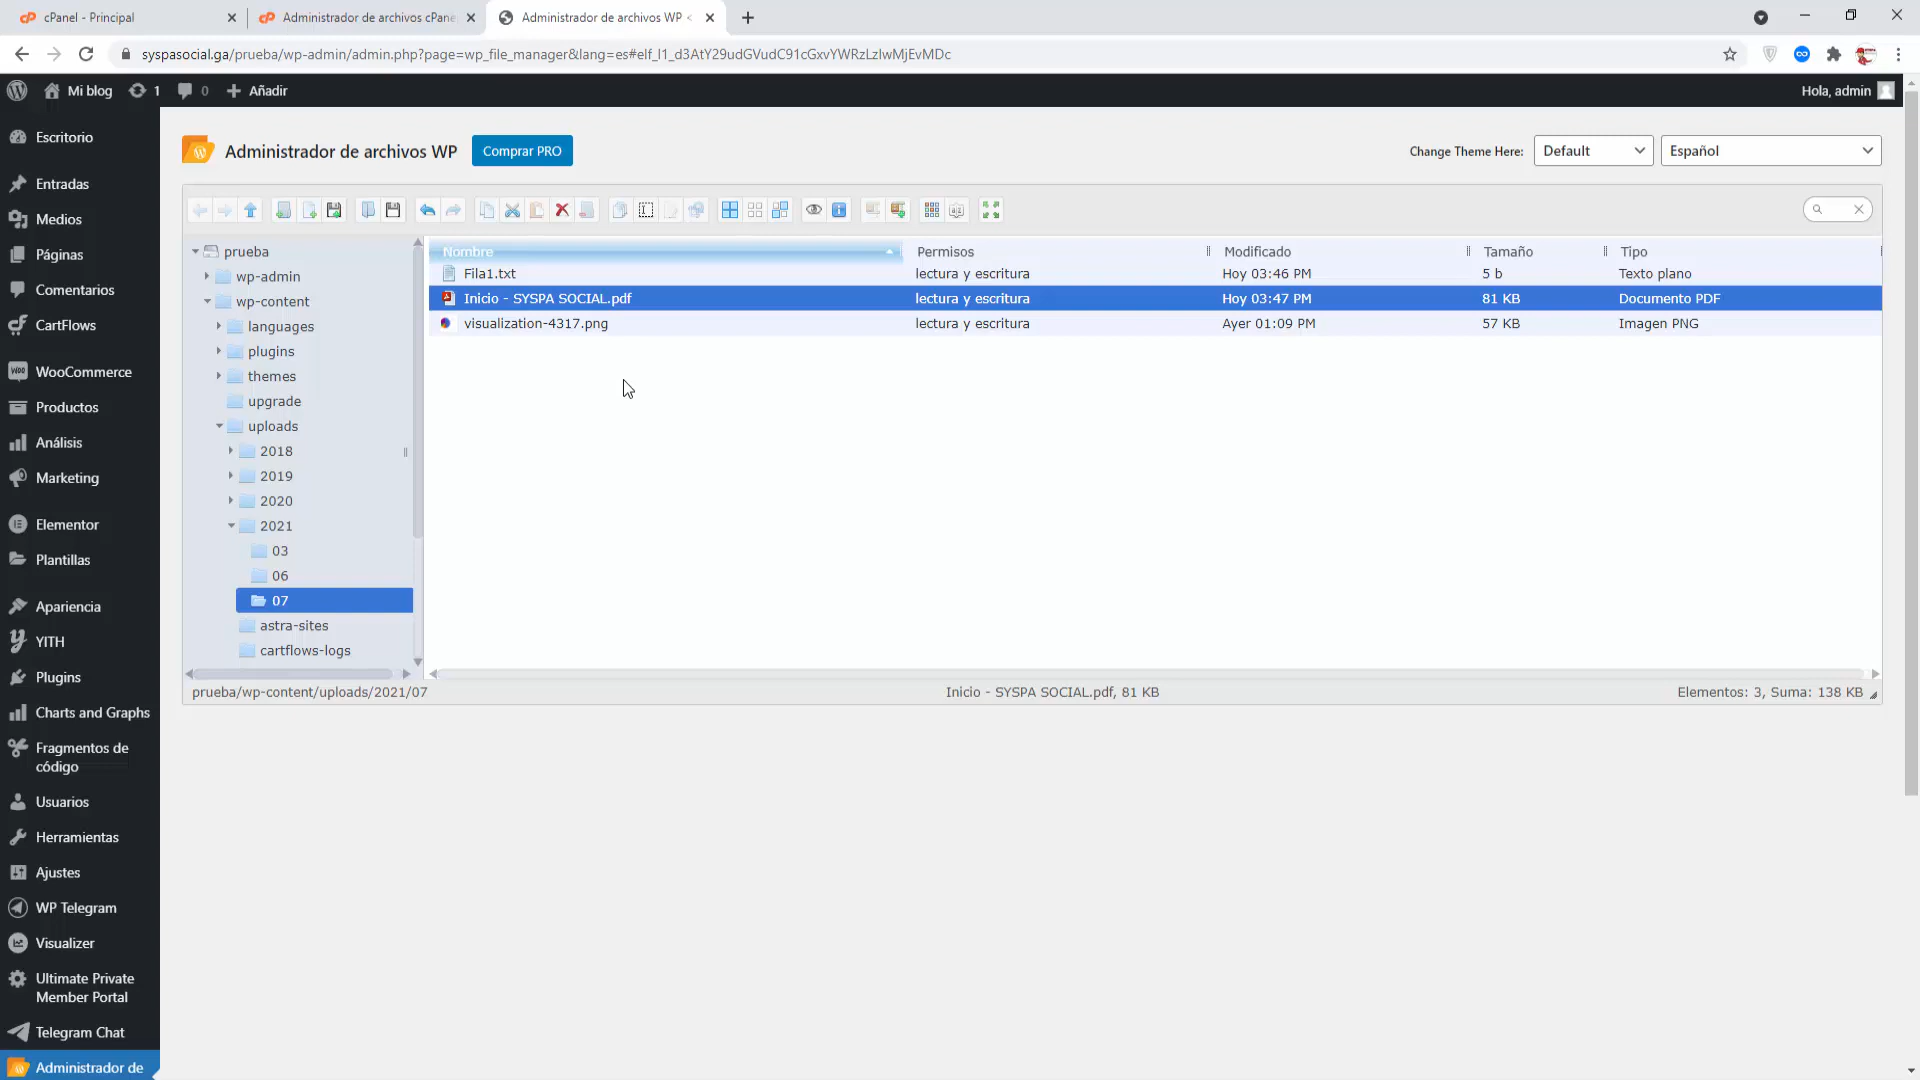 cPanel - Principal
Administrador de archivos cPane
Administrador de archivos WP <
syspasocial.ga/prueba/wp-admin/admin.php?page=wp_file_manager&lang=es#elf_l1_d3AtY29udGVudC91cGxvYWRzLzIwMjEvMDc
Mi blog
1
0
Añadir
Hola, admin
Escritorio
Entradas
Medios
Páginas
Comentarios
CartFlows
WooCommerce
Productos
Análisis
Marketing
Elementor
Plantillas
Apariencia
YITH
Plugins
Charts and Graphs
Fragmentos de
código
Usuarios
Herramientas
Ajustes
WP Telegram
Visualizer
Ultimate Private
Member Portal
Telegram Chat
Administrador de
Administrador de archivos WP
Comprar PRO
Change Theme Here:
Default
Español
prueba
wp-admin
wp-content
languages
plugins
themes
upgrade
uploads
2018
2019
2020
2021
03
06
07
astra-sites
cartflows-logs
Nombre Permisos Modificado Tamaño Tipo
Fila1.txt lectura y escritura Hoy 03:46 PM 5 b Texto plano
Inicio - SYSPA SOCIAL.pdf lectura y escritura Hoy 03:47 PM 81 KB Documento PDF
visualization-4317.png lectura y escritura Ayer 01:09 PM 57 KB Imagen PNG
prueba/wp-content/uploads/2021/07
Inicio - SYSPA SOCIAL.pdf, 81 KB
Elementos: 3, Suma: 138 KB